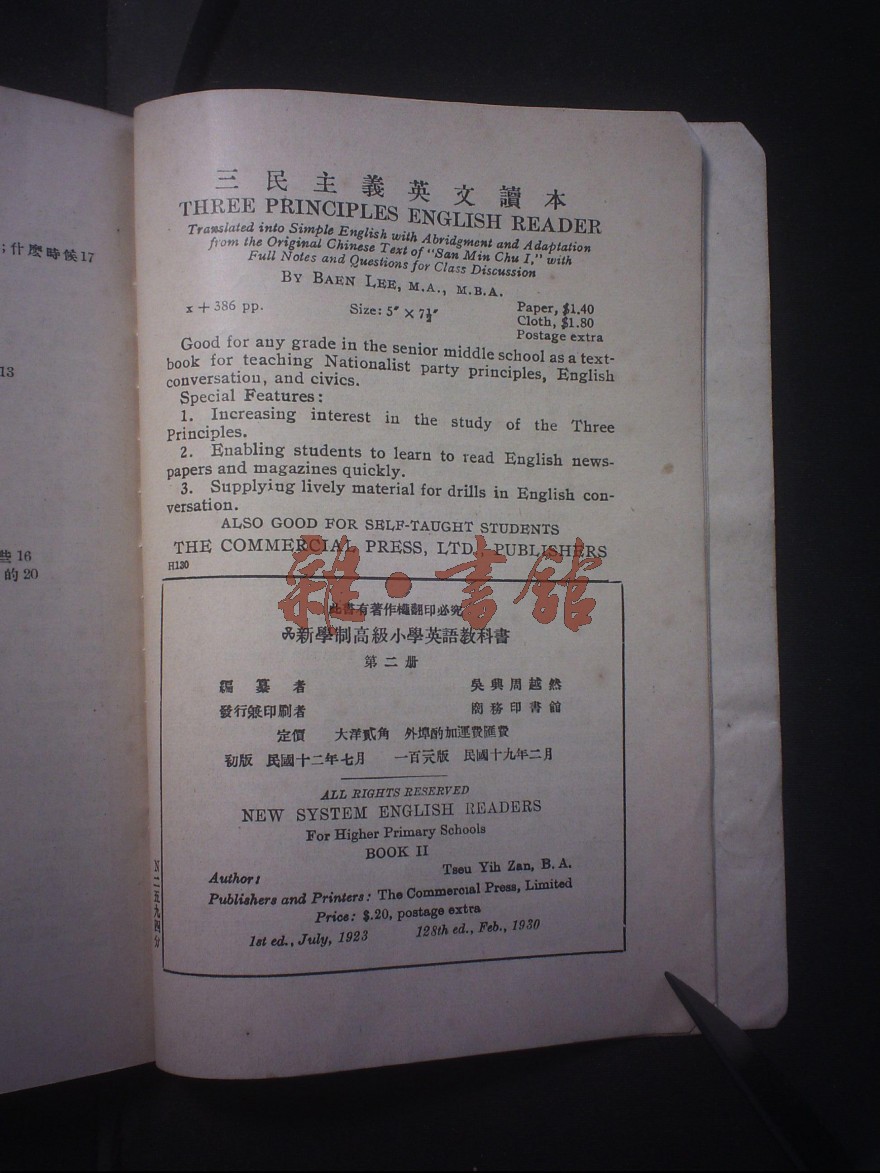 ；什麼時候17
13
些 16
的 20
三民主義英文讀本
THREE PRINCIPLES ENGLISH READER
Translated into Simple English with Abridgment and Adaptation
from the Original Chinese Text of "San Min Chu I," with
Full Notes and Questions for Class Discussion
BY BAEN LEE, M.A., M.B.A.
x + 386 pp.
Size: 5" × 7½"
Paper, $1.40
Cloth, $1.80
Postage extra
Good for any grade in the senior middle school as a text-
book for teaching Nationalist party principles, English
conversation, and civics.
Special Features:
1. Increasing interest in the study of the Three
Principles.
2. Enabling students to learn to read English news-
papers and magazines quickly.
3. Supplying lively material for drills in English con-
versation.
ALSO GOOD FOR SELF-TAUGHT STUDENTS
THE COMMERCIAL PRESS, LTD., PUBLISHERS
H130
雜·書館
此書有著作權翻印必究
新學制高級小學英語教科書
第二册
編纂者 吳興周越然
發行兼印刷者 商務印書館
定價 大洋貳角 外埠酌加運費匯費
初版 民國十二年七月 版 民國十九年二月
ALL RIGHTS RESERVED
NEW SYSTEM ENGLISH READERS
For Higher Primary Schools
BOOK II
Author: Tseu Yih Zan, B. A.
Publishers and Printers: The Commercial Press, Limited
Price: $.20, postage extra
1st ed., July, 1923 128th ed., Feb., 1930
二五九四分